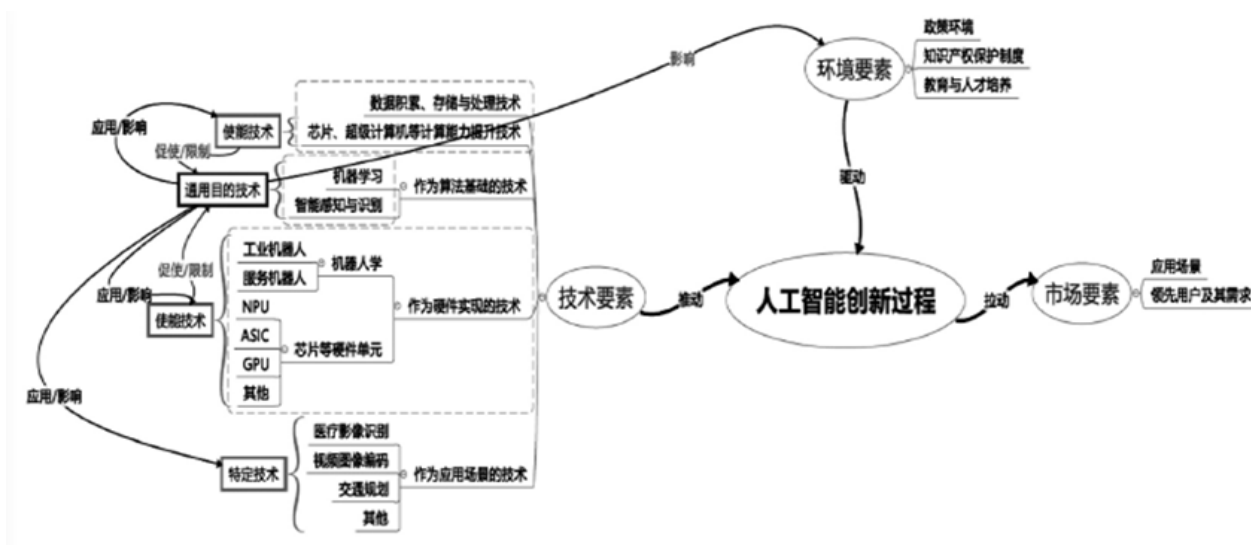 政策环境
影响
环境要素
知识产权保护制度
教育与人才培养
数据积累、存储与处理技术
应用/影响
使能技术
芯片、超级计算机等计算能力提升技术
促使/限制
机器学习
作为算法基础的技术
驱动
通用目的技术
智能感知与识别
工业机器人
机器人学
促使/限制
服务机器人
应用场景
应用/影响
NPU
作为硬件实现的技术
技术要素
推动
人工智能创新过程
拉动
市场要素
领先用户及其需求
使能技术
ASIC
芯片等硬件单元
GPU
其他
应用/影响
医疗影像识别
视频图像编码
特定技术
作为应用场景的技术
交通规划
其他